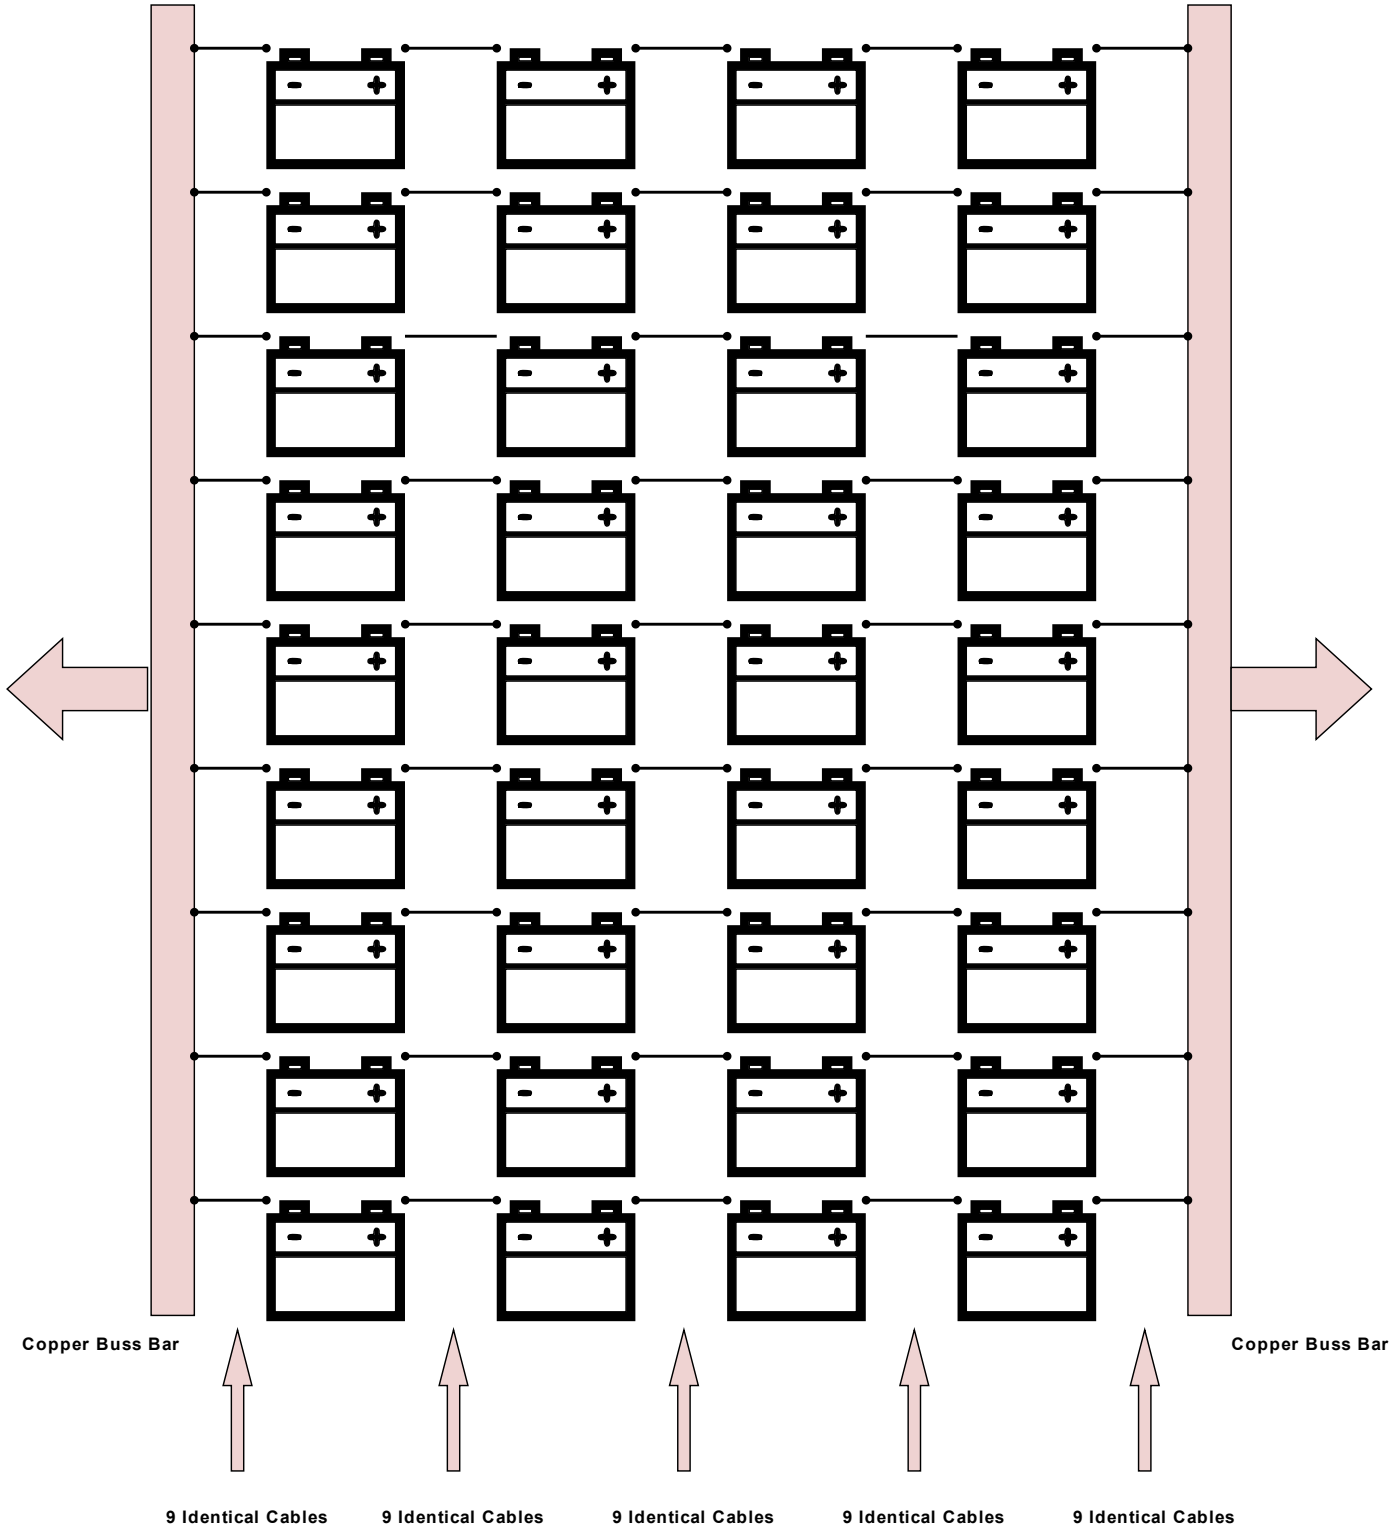 - + - + - + - +
- + - + - + - +
- + - + - + - +
- + - + - + - +
- + - + - + - +
- + - + - + - +
- + - + - + - +
- + - + - + - +
- + - + - + - +
Copper Buss Bar
Copper Buss Bar
9 Identical Cables
9 Identical Cables
9 Identical Cables
9 Identical Cables
9 Identical Cables